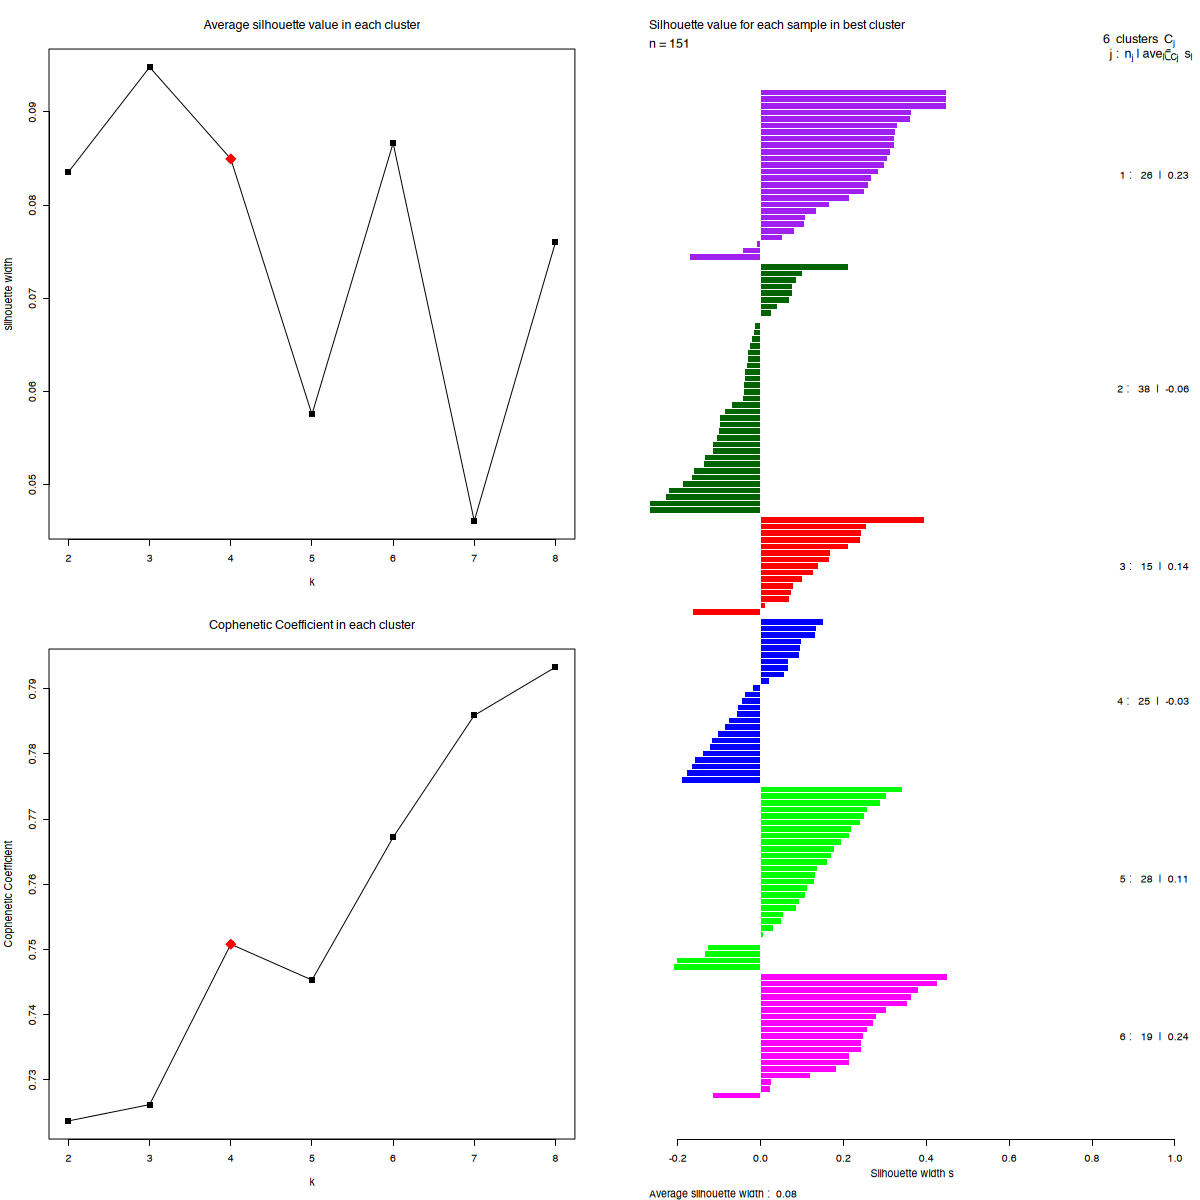 Average silhouette value in each cluster
0.09
0.08
0.07
0.06
0.05
silhouette width
2 3 4 5 6 7 8
k
Cophenetic Coefficient in each cluster
0.79
0.78
0.77
0.76
0.75
0.74
0.73
Cophenetic Coefficient
2 3 4 5 6 7 8
k
Silhouette value for each sample in best cluster
n = 151
6 clusters Cj
j : nj | avei∈Cj si
1 : 26 | 0.23
2 : 38 | -0.06
3 : 15 | 0.14
4 : 25 | -0.03
5 : 28 | 0.11
6 : 19 | 0.24
-0.2 0.0 0.2 0.4 0.6 0.8 1.0
Silhouette width s
Average silhouette width : 0.08